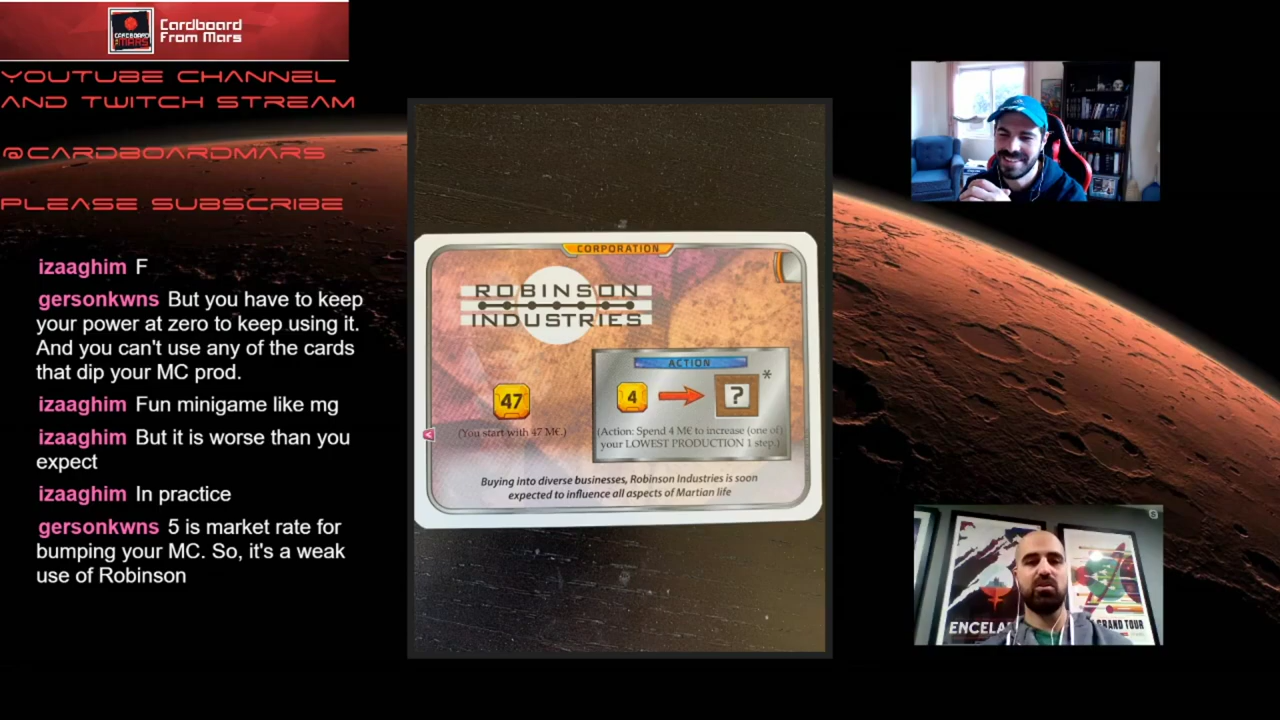 Cardboard
From Mars
CARDBOARD
MARS
YOUTUBE CHANNEL
AND TWITCH STREAM
@CARDBOARDMARS
PLEASE SUBSCRIBE
izaaghim F
gersonkwns But you have to keep
your power at zero to keep using it.
And you can't use any of the cards
that dip your MC prod.
izaaghim Fun minigame like mg
izaaghim But it is worse than you
expect
izaaghim In practice
gersonkwns 5 is market rate for
bumping your MC. So, it's a weak
use of Robinson
CORPORATION
ROBINSON
INDUSTRIES
ACTION
47
4
?
*
(You start with 47 M€.)
(Action: Spend 4 M€ to increase (one of)
your LOWEST PRODUCTION 1 step.)
Buying into diverse businesses, Robinson Industries is soon
expected to influence all aspects of Martian life
ENCELA
GRAND TOUR